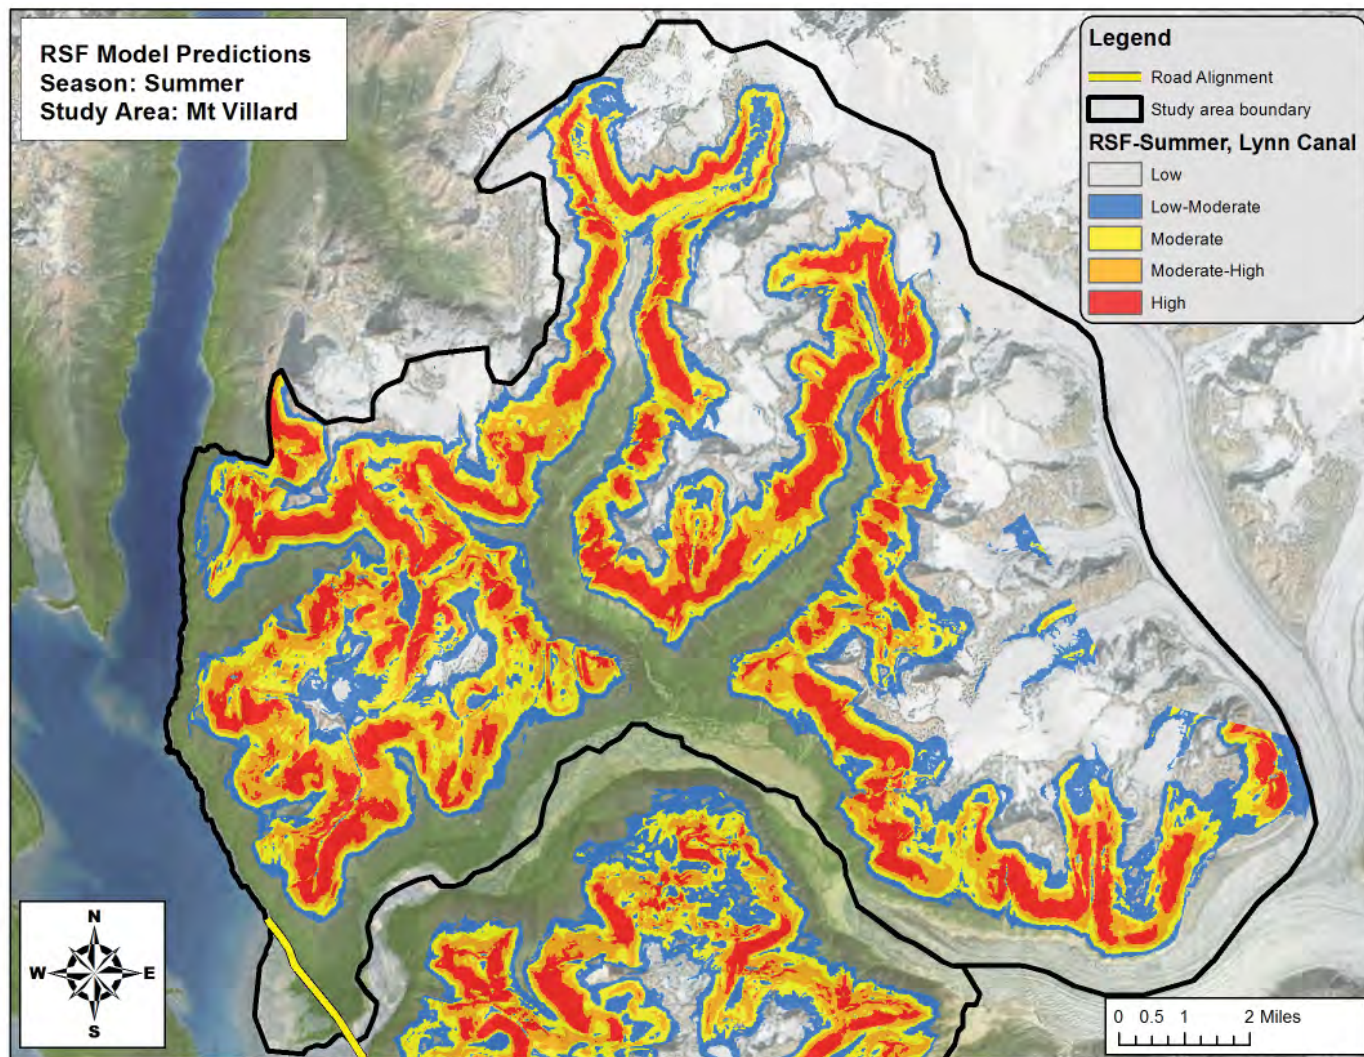 RSF Model Predictions
Season: Summer
Study Area: Mt Villard
Legend
Road Alignment
Study area boundary
RSF-Summer, Lynn Canal
Low
Low-Moderate
Moderate
Moderate-High
High
N
W E
S
0 0.5 1 2 Miles